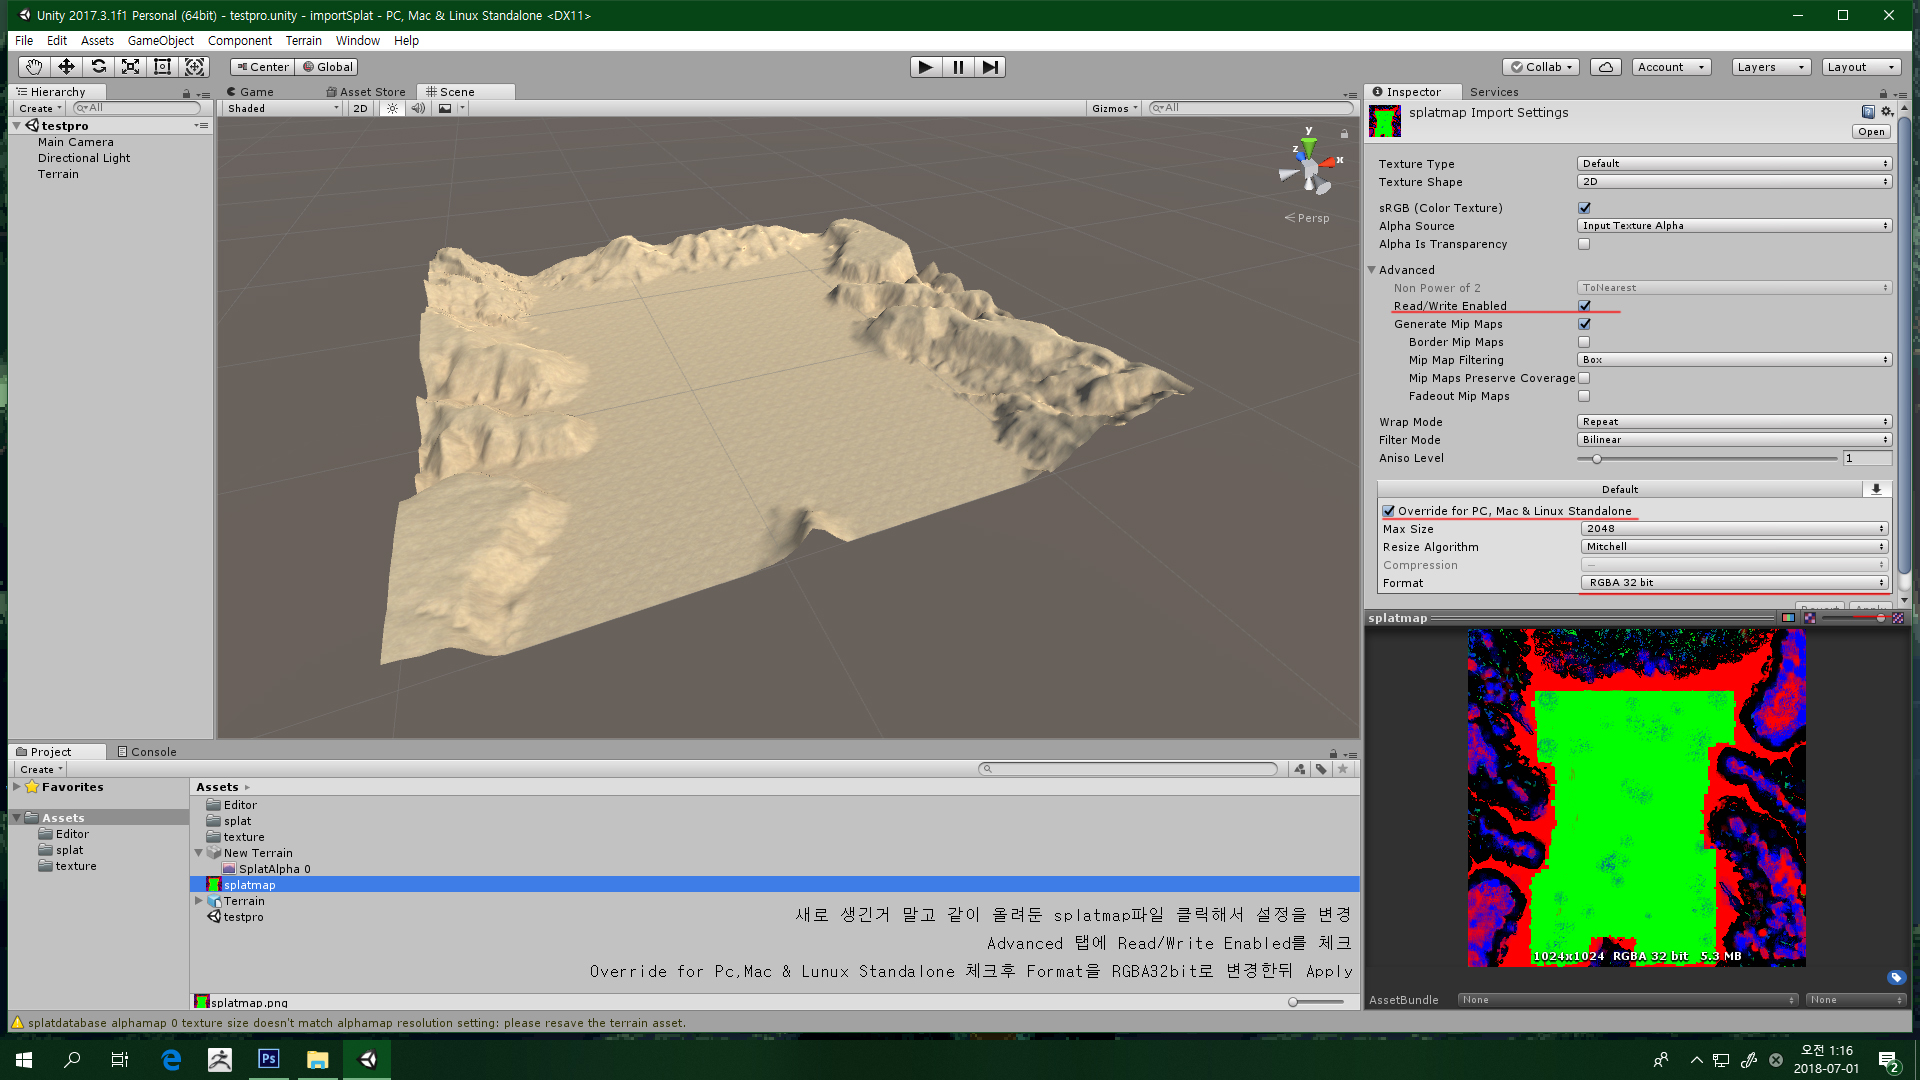 Unity 2017.3.1f1 Personal (64bit) - testpro.unity - importSplat - PC, Mac & Linux Standalone <DX11>
File Edit Assets GameObject Component Terrain Window Help
Center Global
Collab Account Layers Layout
Hierarchy
Create All
testpro
Main Camera
Directional Light
Terrain
Game Asset Store Scene
Shaded 2D Gizmos All
y
z
x
Persp
Inspector Services
splatmap Import Settings
Open
Texture Type Default
Texture Shape 2D
sRGB (Color Texture)
Alpha Source Input Texture Alpha
Alpha Is Transparency
Advanced
Non Power of 2 ToNearest
Read/Write Enabled
Generate Mip Maps
Border Mip Maps
Mip Map Filtering Box
Mip Maps Preserve Coverage
Fadeout Mip Maps
Wrap Mode Repeat
Filter Mode Bilinear
Aniso Level 1
Default
Override for PC, Mac & Linux Standalone
Max Size 2048
Resize Algorithm Mitchell
Compression —
Format RGBA 32 bit
Revert Apply
splatmap
1024x1024 RGBA 32 bit 5.3 MB
AssetBundle None None
Project Console
Create
Favorites
Assets
Editor
splat
texture
Assets
Editor
splat
texture
New Terrain
SplatAlpha 0
splatmap
Terrain
testpro
새로 생긴거 말고 같이 올려둔 splatmap파일 클릭해서 설정을 변경
Advanced 탭에 Read/Write Enabled를 체크
Override for Pc,Mac & Lunux Standalone 체크후 Format을 RGBA32bit로 변경한뒤 Apply
splatmap.png
splatdatabase alphamap 0 texture size doesn't match alphamap resolution setting: please resave the terrain asset.
Ps
오전 1:16
2018-07-01
2